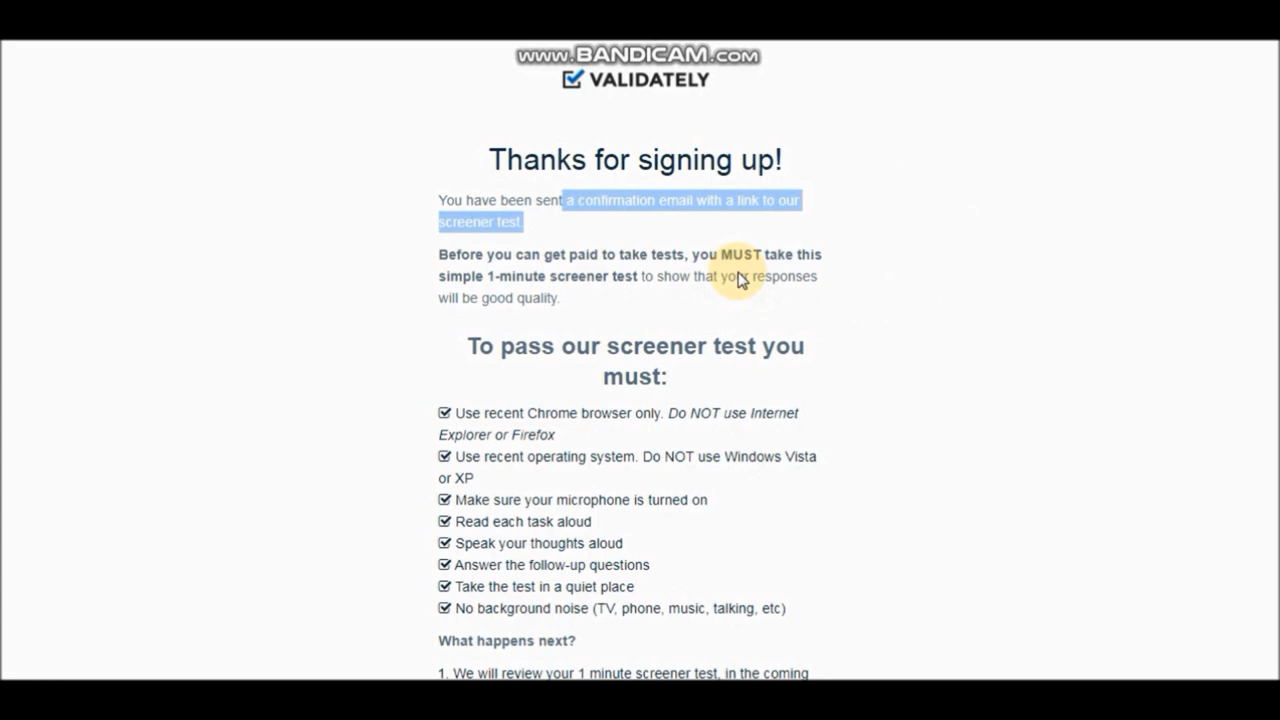 www.BANDICAM.com
VALIDATELY
Thanks for signing up!
You have been sent a confirmation email with a link to our
screener test.
Before you can get paid to take tests, you MUST take this
simple 1-minute screener test to show that your responses
will be good quality.
To pass our screener test you
must:
Use recent Chrome browser only. Do NOT use Internet
Explorer or Firefox
Use recent operating system. Do NOT use Windows Vista
or XP
Make sure your microphone is turned on
Read each task aloud
Speak your thoughts aloud
Answer the follow-up questions
Take the test in a quiet place
No background noise (TV, phone, music, talking, etc)
What happens next?
1. We will review your 1 minute screener test, in the coming